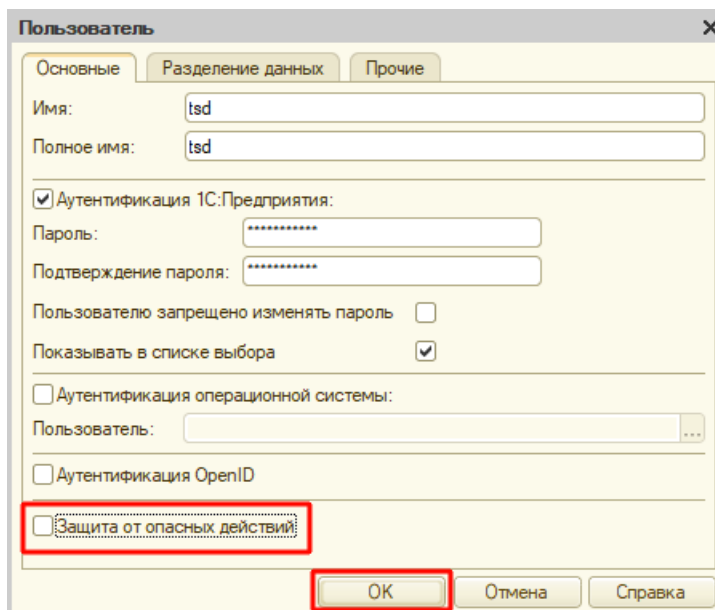 Пользователь
Основные Разделение данных Прочие
Имя: tsd
Полное имя: tsd
Аутентификация 1С:Предприятия:
Пароль: ***********
Подтверждение пароля: ***********
Пользователю запрещено изменять пароль
Показывать в списке выбора
Аутентификация операционной системы:
Пользователь: ...
Аутентификация OpenID
Защита от опасных действий
OK Отмена Справка